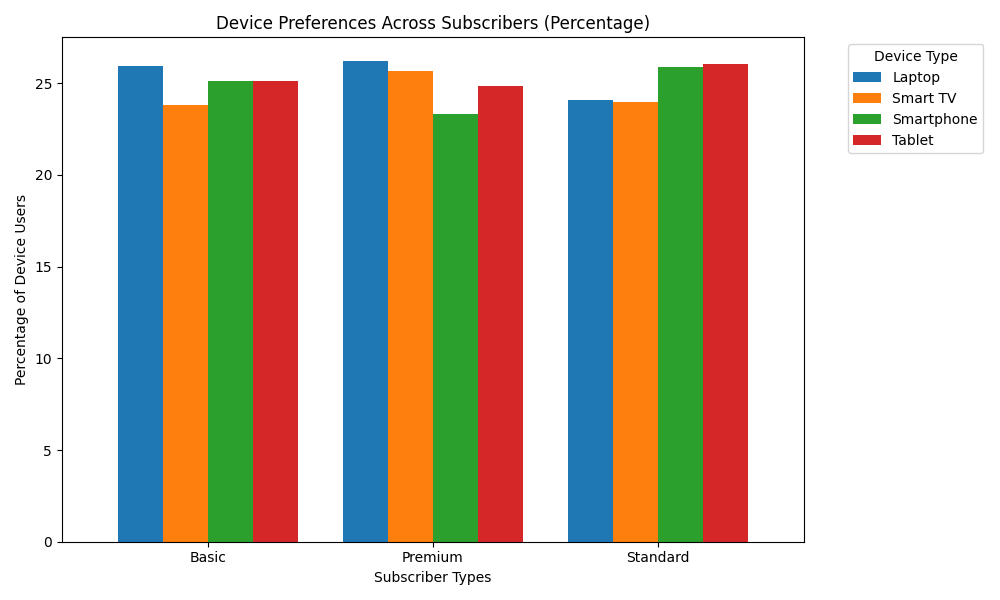 Device Preferences Across Subscribers (Percentage)
Percentage of Device Users
25
20
15
10
5
0
Basic
Premium
Standard
Subscriber Types
Device Type
Laptop
Smart TV
Smartphone
Tablet